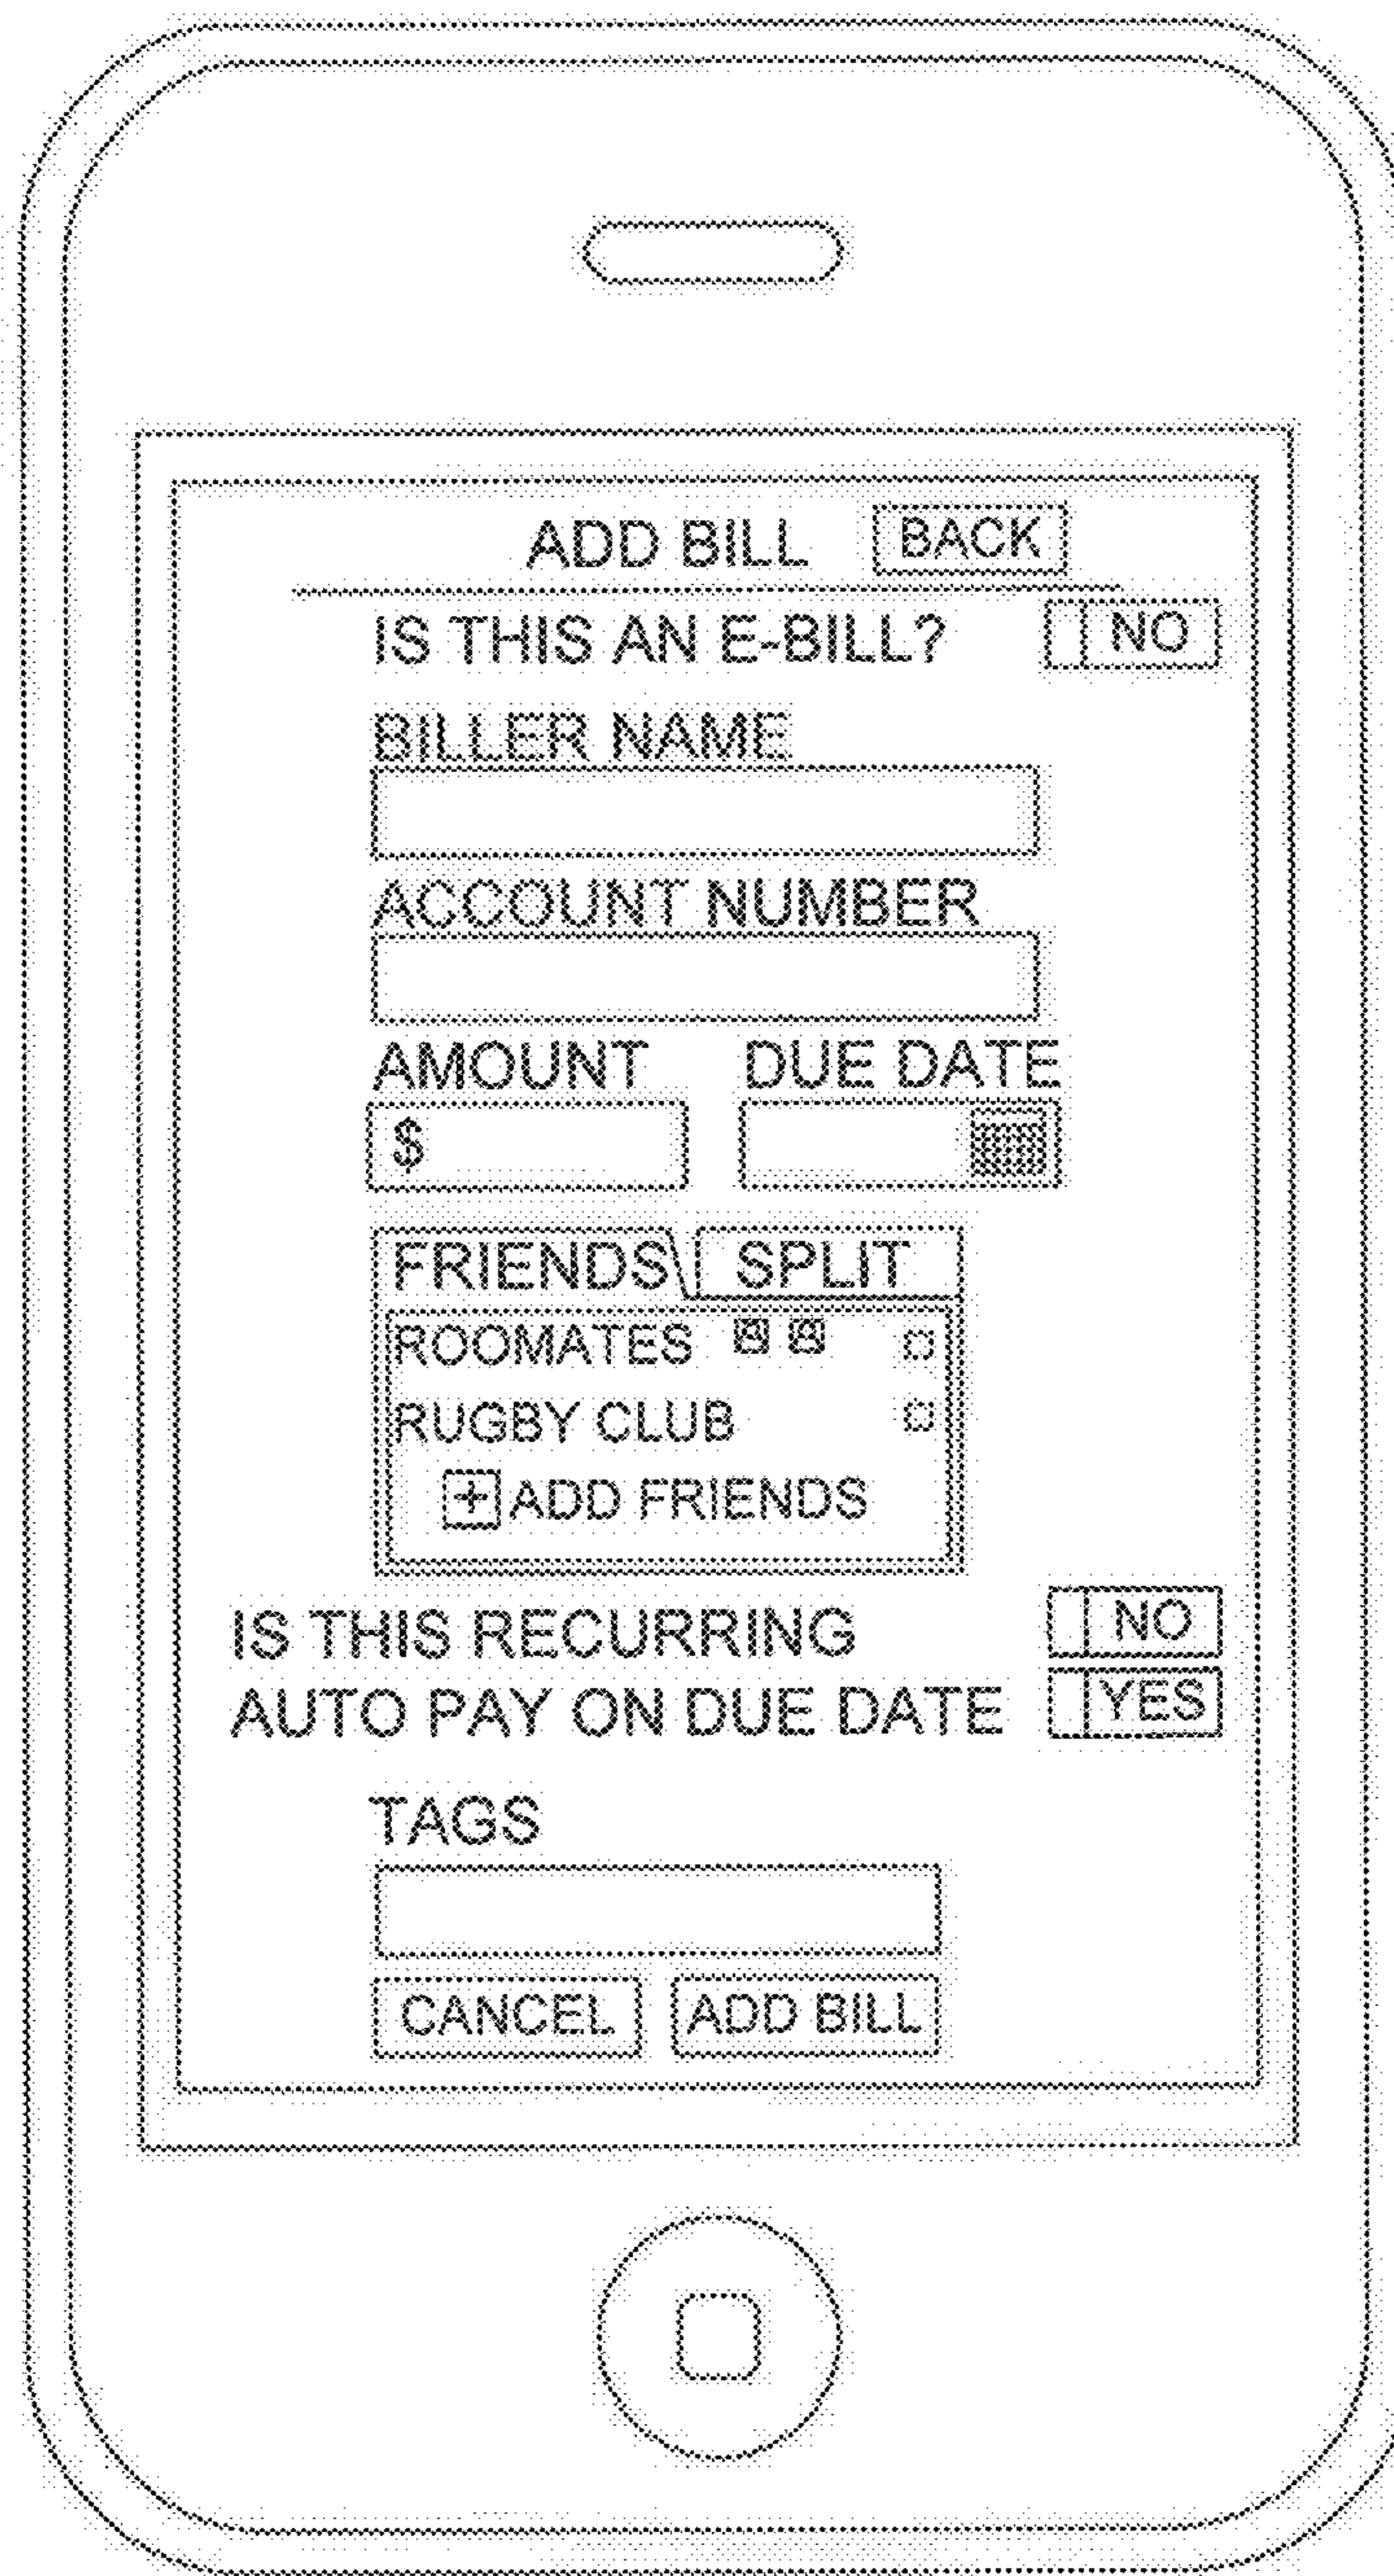 ADD BILL BACK
IS THIS AN E-BILL? NO
BILLER NAME
ACCOUNT NUMBER
AMOUNT DUE DATE
$
FRIENDS SPLIT
ROOMATES
RUGBY CLUB
+ ADD FRIENDS
IS THIS RECURRING NO
AUTO PAY ON DUE DATE YES
TAGS
CANCEL ADD BILL